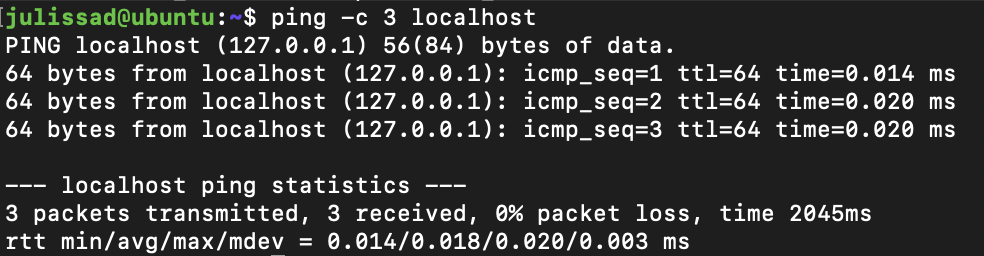 [julissad@ubuntu:~$ ping -c 3 localhost
PING localhost (127.0.0.1) 56(84) bytes of data.
64 bytes from localhost (127.0.0.1): icmp_seq=1 ttl=64 time=0.014 ms
64 bytes from localhost (127.0.0.1): icmp_seq=2 ttl=64 time=0.020 ms
64 bytes from localhost (127.0.0.1): icmp_seq=3 ttl=64 time=0.020 ms

--- localhost ping statistics ---
3 packets transmitted, 3 received, 0% packet loss, time 2045ms
rtt min/avg/max/mdev = 0.014/0.018/0.020/0.003 ms